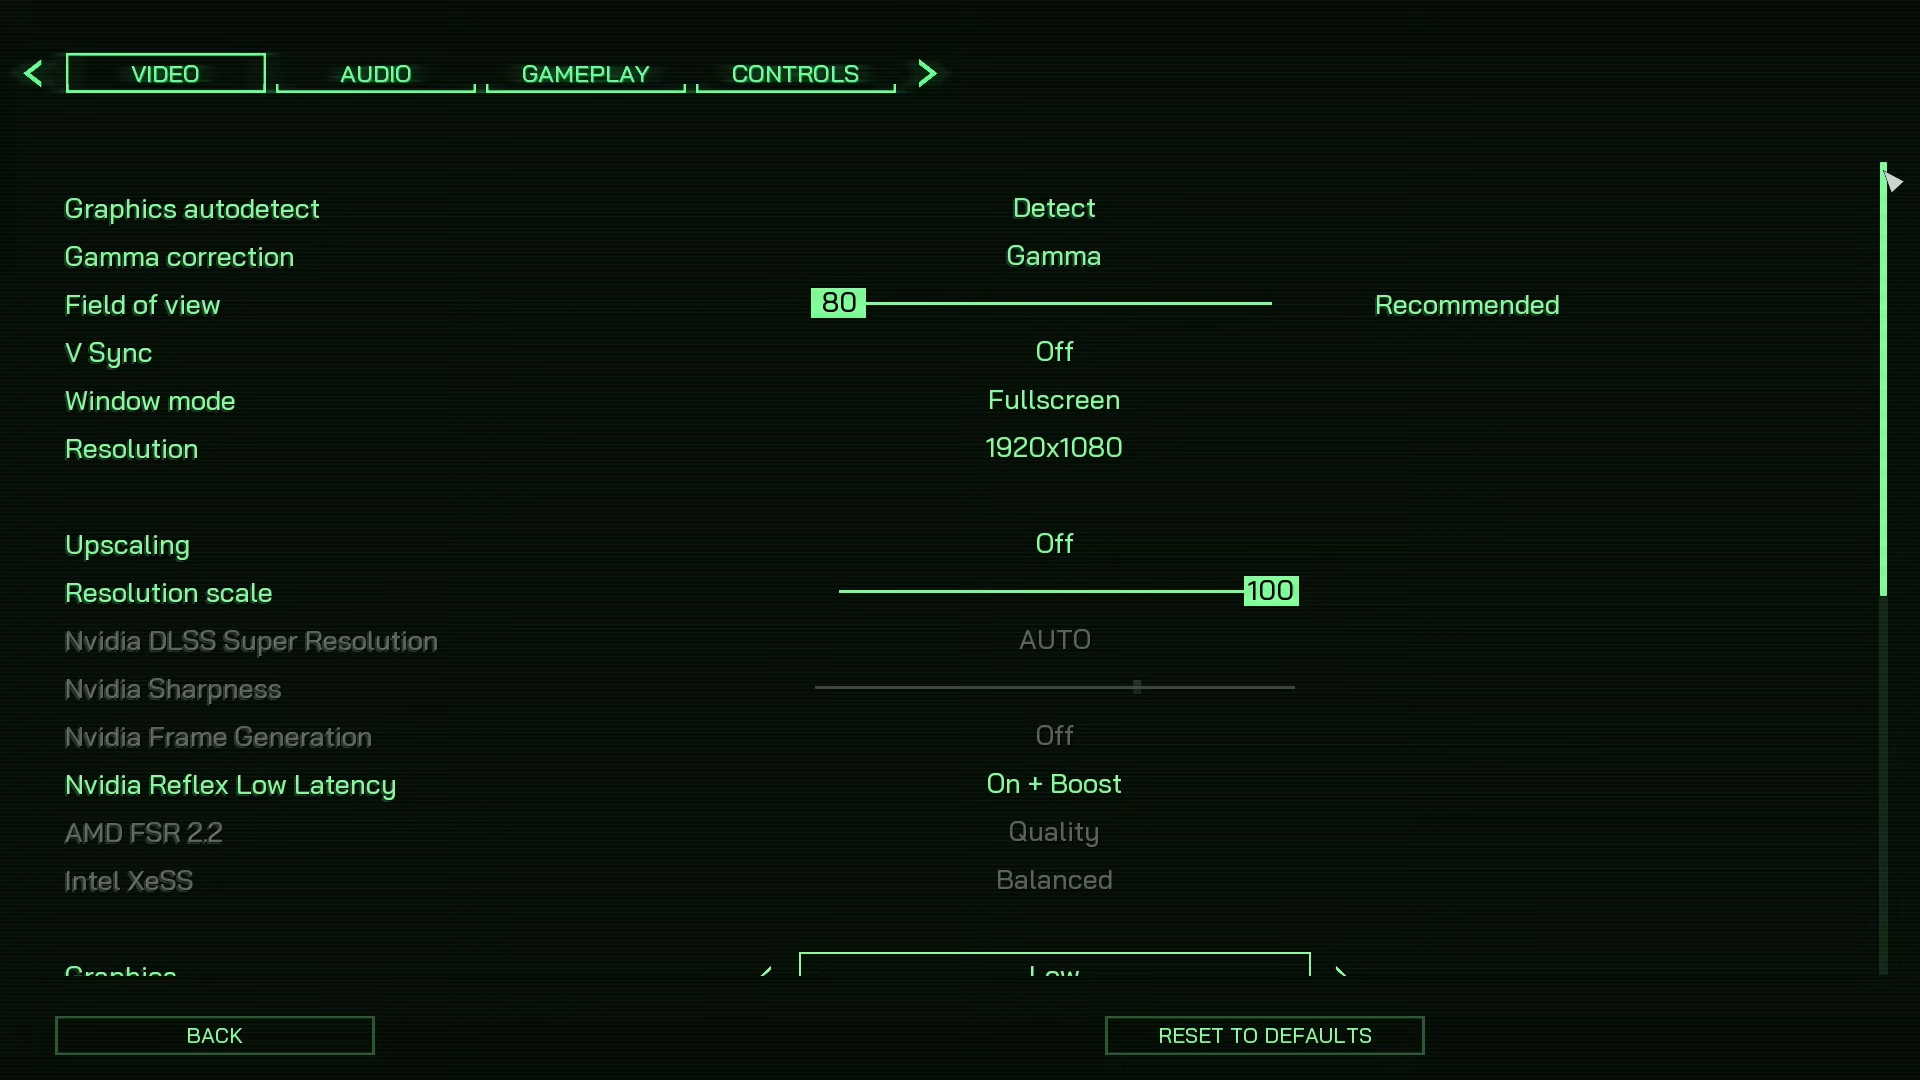 VIDEO AUDIO GAMEPLAY CONTROLS
Graphics autodetect Detect
Gamma correction Gamma
Field of view 80 Recommended
V Sync Off
Window mode Fullscreen
Resolution 1920x1080
Upscaling Off
Resolution scale 100
Nvidia DLSS Super Resolution AUTO
Nvidia Sharpness
Nvidia Frame Generation Off
Nvidia Reflex Low Latency On + Boost
AMD FSR 2.2 Quality
Intel XeSS Balanced
Graphics Low
BACK RESET TO DEFAULTS